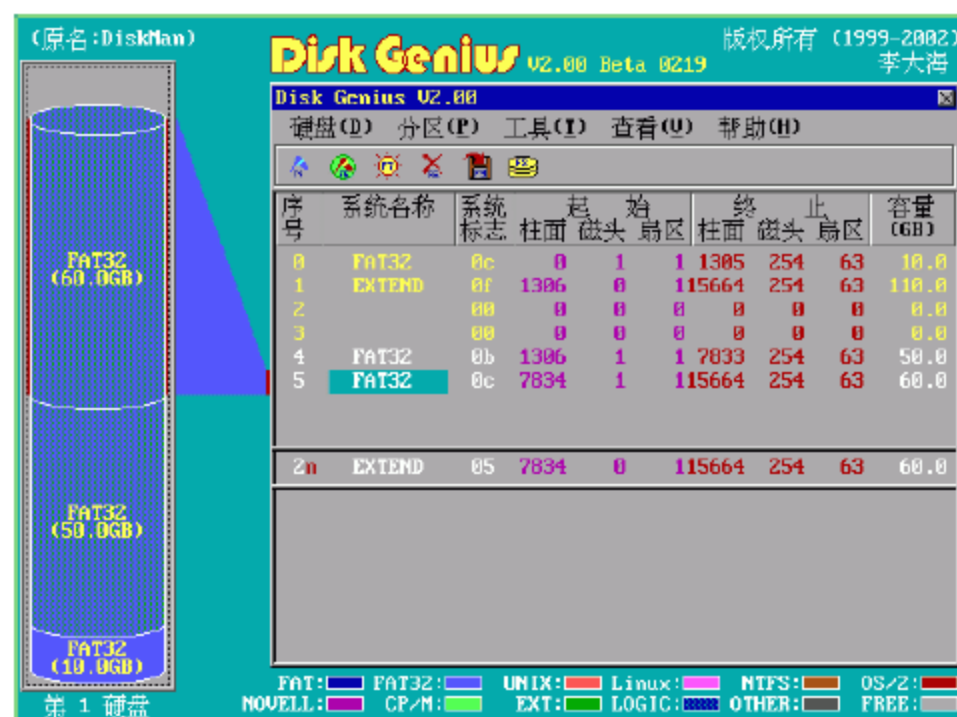 (原名:DiskMan)
Disk Genius V2.00 Beta 0219
版权所有 (1999-2002)
李大海
Disk Genius V2.00
硬盘(D) 分区(P) 工具(T) 查看(V) 帮助(H)
序号 系统名称 系统标志 起始 终止 容量(GB)
柱面 磁头 扇区 柱面 磁头 扇区
0 FAT32 0c 0 1 1 1305 254 63 10.0
1 EXTEND 0f 1306 0 1 15664 254 63 110.0
2 00 0 0 0 0 0 0 0.0
3 00 0 0 0 0 0 0 0.0
4 FAT32 0b 1306 1 1 7833 254 63 50.0
5 FAT32 0c 7834 1 1 15664 254 63 60.0
2n EXTEND 05 7834 0 1 15664 254 63 60.0
FAT32
(60.0GB)
FAT32
(50.0GB)
FAT32
(10.0GB)
第 1 硬盘
FAT: FAT32: UNIX: Linux: NTFS: OS/2:
NOVELL: CP/M: EXT: LOGIC: OTHER: FREE: